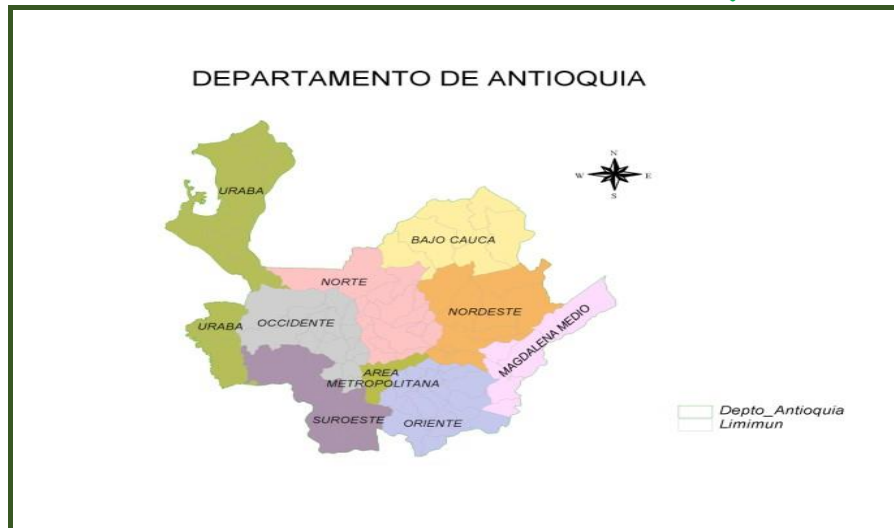 DEPARTAMENTO DE ANTIOQUIA
N
W E
S
URABA
BAJO CAUCA
NORTE
NORDESTE
URABA
OCCIDENTE
MAGDALENA MEDIO
AREA
METROPOLITANA
SUROESTE
ORIENTE
Depto_Antioquia
Limimun